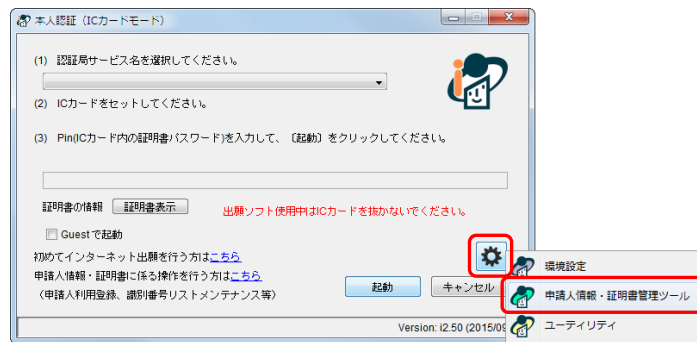 本人認証（ICカードモード）
(1) 認証局サービス名を選択してください。
(2) ICカードをセットしてください。
(3) Pin(ICカード内の証明書パスワード)を入力して、〔起動〕をクリックしてください。
証明書の情報 証明書表示 出願ソフト使用中はICカードを抜かないでください。
Guestで起動
初めてインターネット出願を行う方はこちら
環境設定
申請人情報・証明書に係る操作を行う方はこちら
（申請人利用登録、識別番号リストメンテナンス等） 起動 キャンセル 申請人情報・証明書管理ツール
Version: i2.50 (2015/09 ユーティリティ